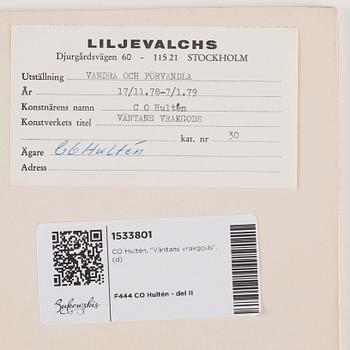 LILJEVALCHS
Djurgårdsvägen 60 - 115 21 STOCKHOLM
Utställning VANDRA OCH FÖRVANDLA
År 17/11.78-7/1.79
Konstnärens namn C O Hultén
Konstverkets titel VÄNTANS VRAKGODS
kat. nr 30
Ägare CO Hultén
Adress
1533801
CO Hultén, "Väntans vrakgods".
(d)
F444 CO Hultén - del II
Bukowskis